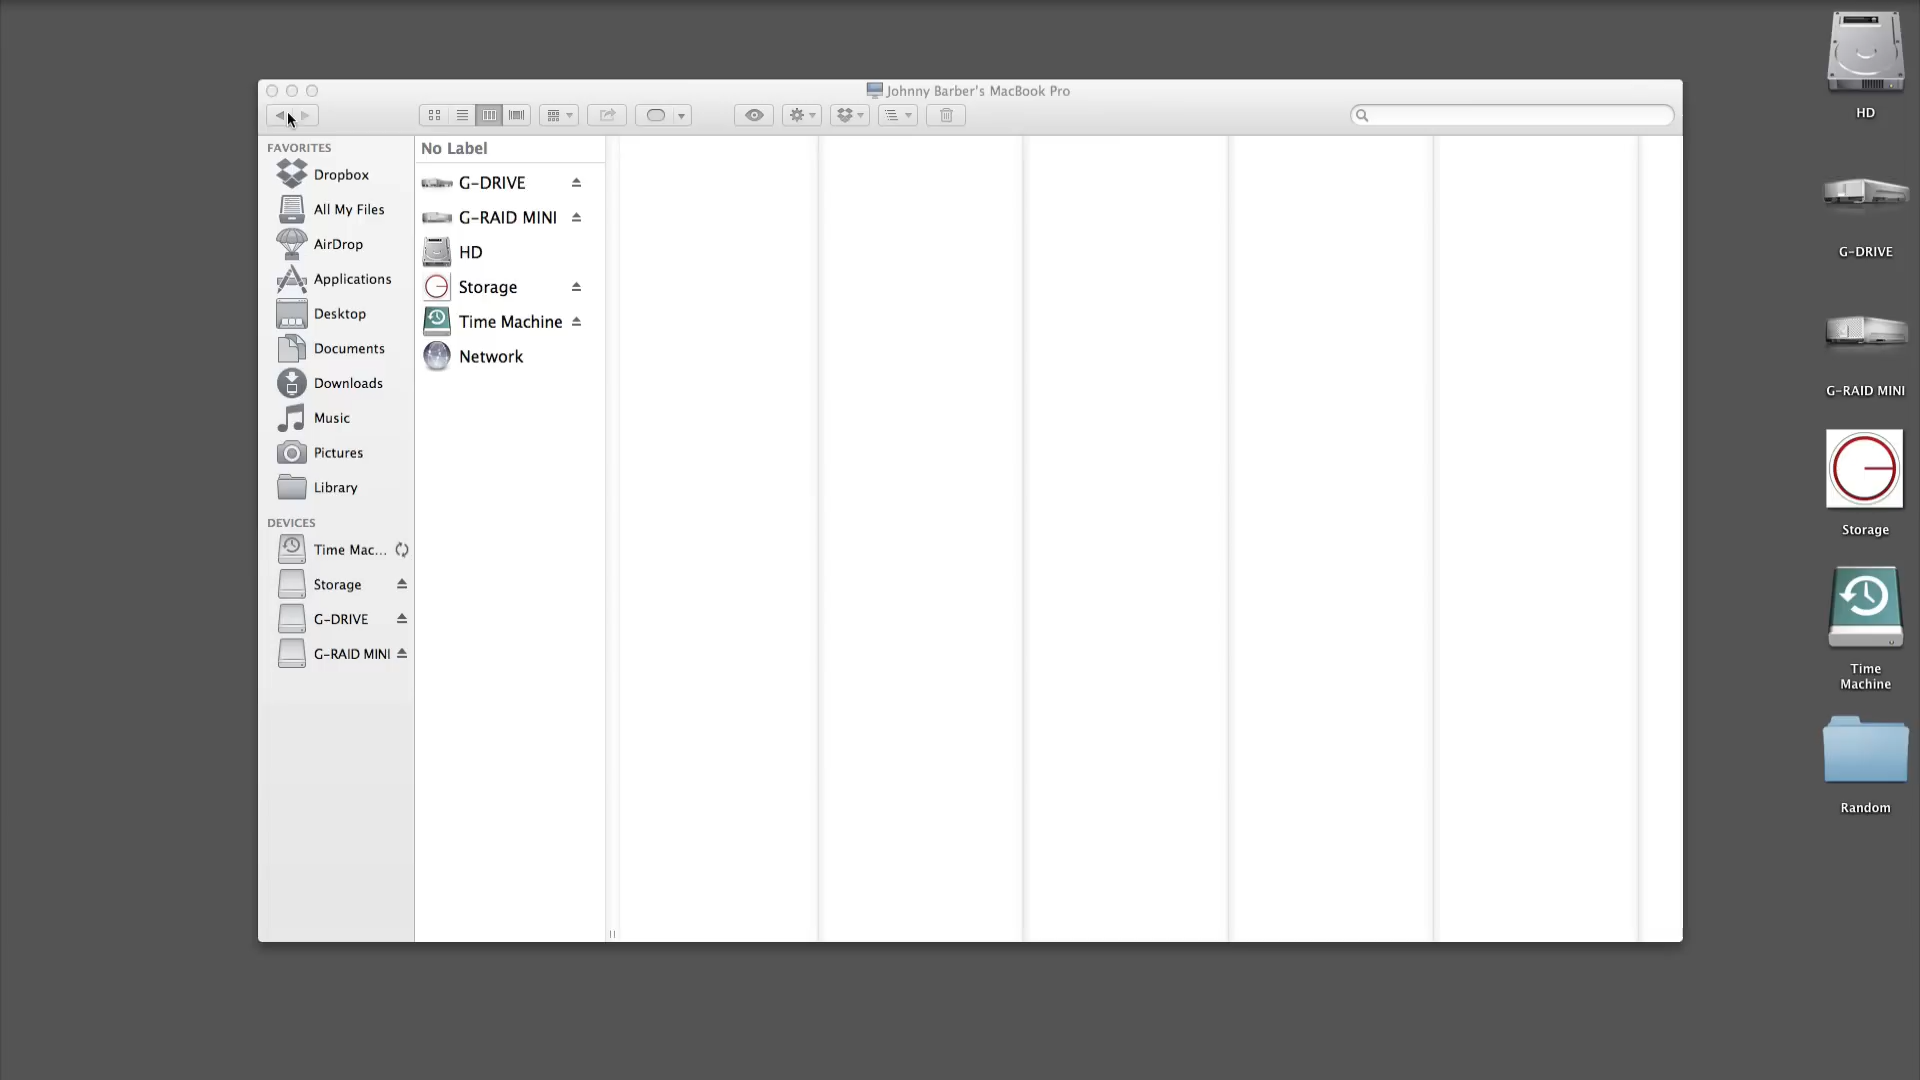 Johnny Barber's MacBook Pro
FAVORITES
Dropbox
All My Files
AirDrop
Applications
Desktop
Documents
Downloads
Music
Pictures
Library
DEVICES
Time Mac...
Storage
G-DRIVE
G-RAID MINI
No Label
G-DRIVE
G-RAID MINI
HD
Storage
Time Machine
Network
HD
G-DRIVE
G-RAID MINI
Storage
Time
Machine
Random